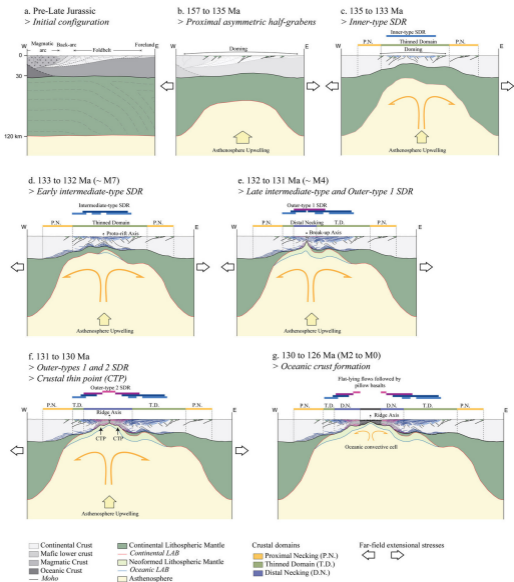 a. Pre-Late Jurassic
> Initial configuration
Magmatic arc
Back-arc
Foldbelt
Foreland
W
E
0
30
120 km
b. 157 to 135 Ma
> Proximal asymmetric half-grabens
W
Doming
E
Asthenosphere Upwelling
c. 135 to 133 Ma
> Inner-type SDR
Inner-type SDR
P.N.
Thinned Domain
P.N.
W
Doming
E
Asthenosphere Upwelling
d. 133 to 132 Ma (~ M7)
> Early intermediate-type SDR
Intermediate-type SDR
P.N.
Thinned Domain
P.N.
W
E
Proto-rift Axis
Asthenosphere Upwelling
e. 132 to 131 Ma (~ M4)
> Late intermediate-type and Outer-type 1 SDR
Outer-1 type SDR
P.N.
Distal Necking
T.D.
P.N.
W
E
Break-up Axis
Asthenosphere Upwelling
f. 131 to 130 Ma
> Outer-types 1 and 2 SDR
> Crustal thin point (CTP)
Outer-type 2 SDR
P.N.
T.D.
D.N.
T.D.
P.N.
W
Ridge Axis
E
CTP
CTP
Asthenosphere Upwelling
g. 130 to 126 Ma (M2 to M0)
> Oceanic crust formation
Flat-lying flows followed by
pillow basalts
P.N.
T.D.
D.N.
D.N.
T.D.
P.N.
W
Ridge Axis
E
Oceanic convective cell
Continental Crust
Mafic lower crust
Magmatic Crust
Oceanic Crust
Moho
Continental Lithospheric Mantle
Continental LAB
Neoformed Lithospheric Mantle
Oceanic LAB
Asthenosphere
Crustal domains
Proximal Necking (P.N.)
Thinned Domain (T.D.)
Distal Necking (D.N.)
Far-field extensional stresses